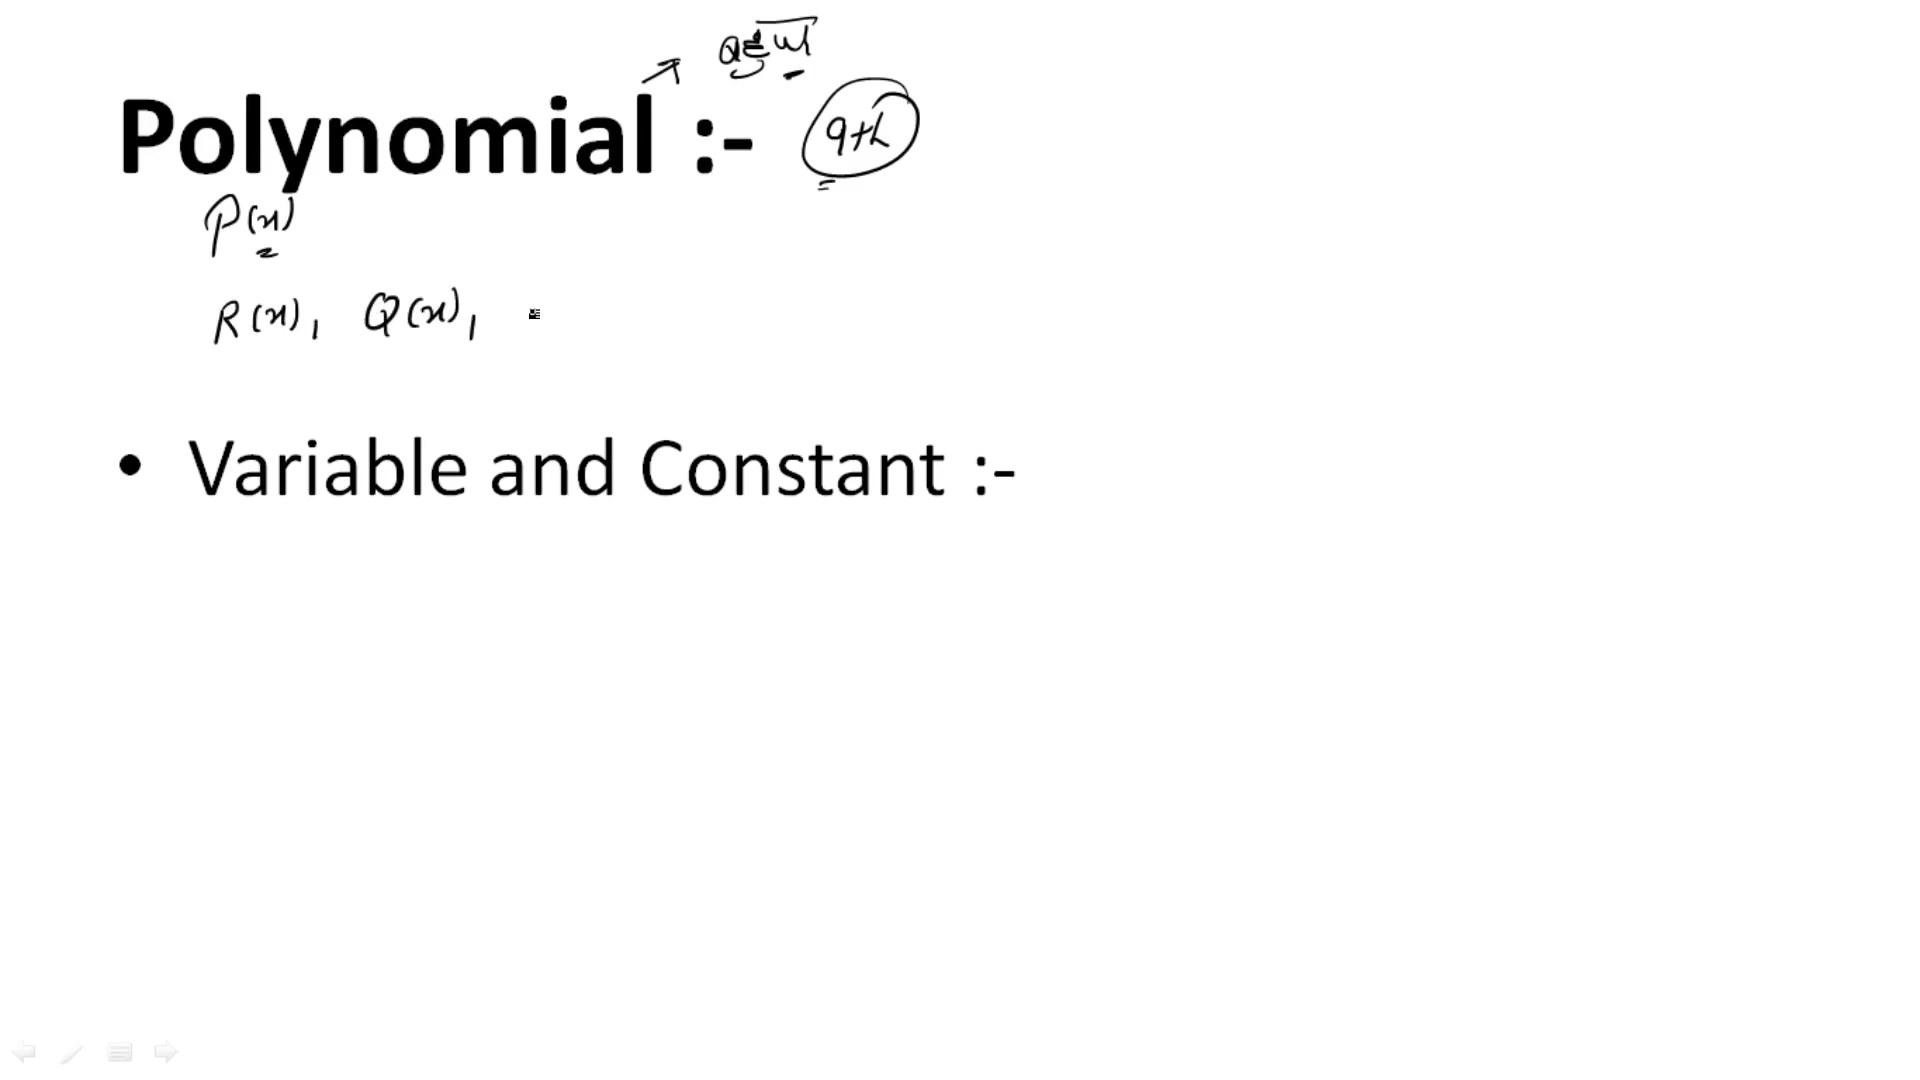 बहुपद
Polynomial :- 9th
P(x)
R(x), Q(x),
• Variable and Constant :-